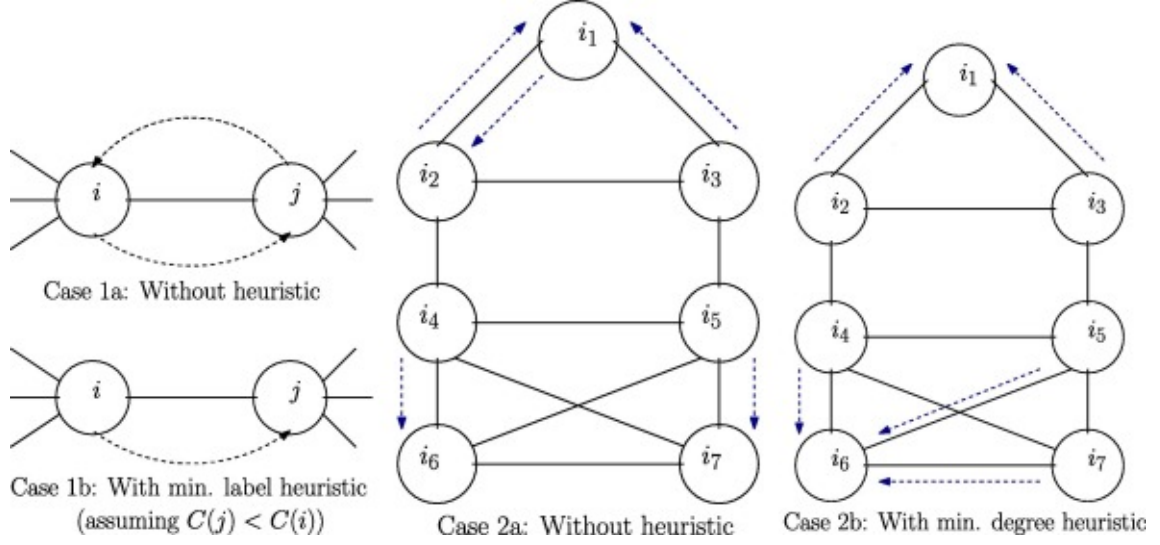 i
j
Case 1a: Without heuristic
i
j
Case 1b: With min. label heuristic
(assuming C(j) < C(i))
i₁
i₂
i₃
i₄
i₅
i₆
i₇
Case 2a: Without heuristic
i₁
i₂
i₃
i₄
i₅
i₆
i₇
Case 2b: With min. degree heuristic